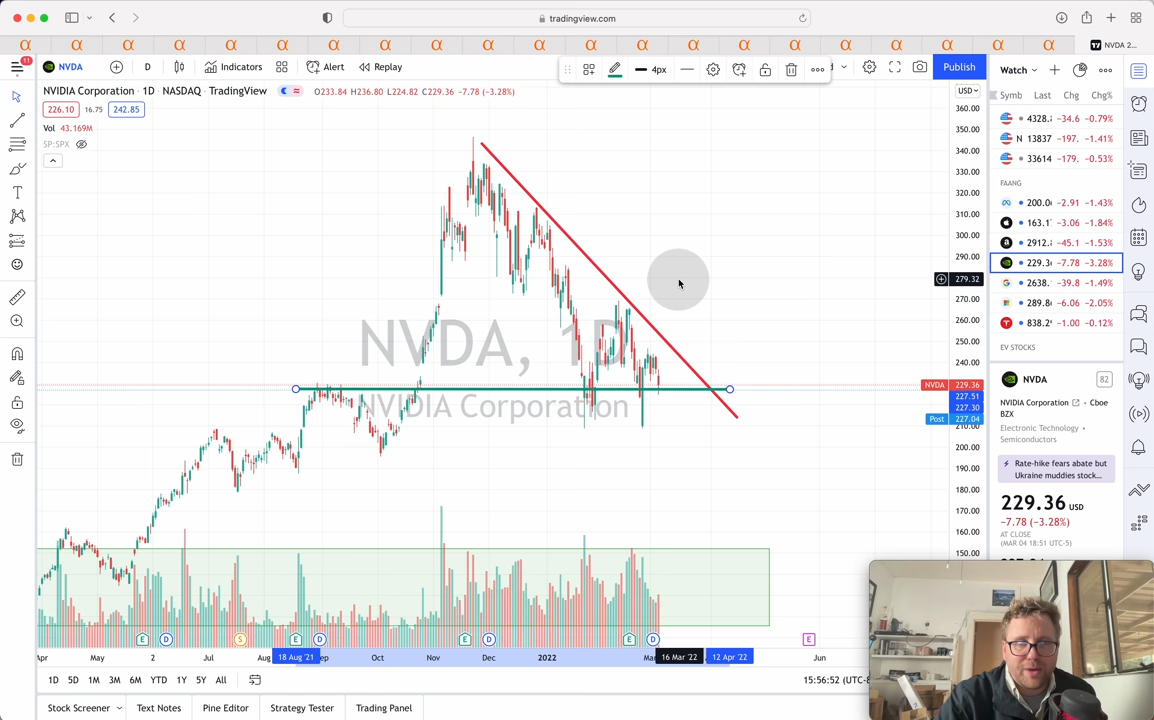 tradingview.com
NVDA 2...
11
NVDA
D
Indicators
Alert
Replay
4px
Publish
Watch
NVIDIA Corporation · 1D · NASDAQ · TradingView
O233.84 H236.80 L224.82 C229.36 −7.78 (−3.28%)
226.10 16.75 242.85
Vol 43.169M
SP:SPX
USD
360.00
350.00
340.00
330.00
320.00
310.00
300.00
290.00
279.32
270.00
260.00
250.00
240.00
NVDA 229.36
227.51
227.30
Post 227.04
200.00
190.00
180.00
170.00
160.00
150.00
NVDA, 1D
NVIDIA Corporation
Symb Last Chg Chg%
4328. −34.6 −0.79%
N 13837 −197. −1.41%
33614 −179. −0.53%
FAANG
200.0 −2.91 −1.43%
163.1 −3.06 −1.84%
2912. −45.1 −1.53%
229.3 −7.78 −3.28%
2638. −39.8 −1.49%
289.8 −6.06 −2.05%
838.2 −1.00 −0.12%
EV STOCKS
NVDA 82
NVIDIA Corporation • Cboe
BZX
Electronic Technology •
Semiconductors
Rate-hike fears abate but
Ukraine muddies stock...
229.36 USD
−7.78 (−3.28%)
AT CLOSE
(MAR 04 18:51 UTC-5)
E D S E D E D E D E
Apr May 2 Jul Aug 18 Aug '21 ep Oct Nov Dec 2022 Mar 16 Mar '22 12 Apr '22 Jun
1D 5D 1M 3M 6M YTD 1Y 5Y All
15:56:52 (UTC-8
Stock Screener Text Notes Pine Editor Strategy Tester Trading Panel